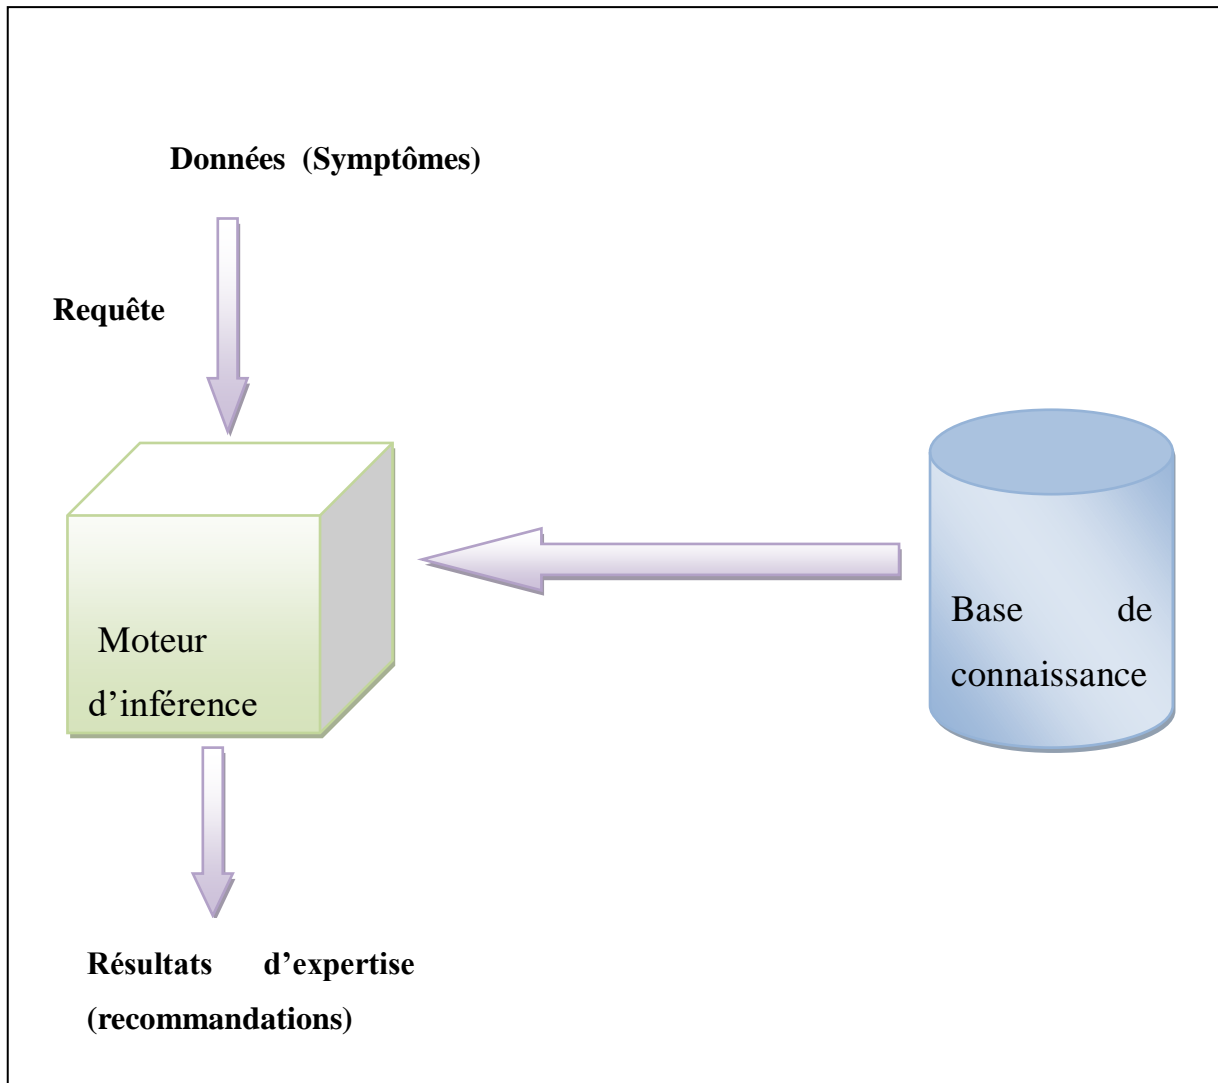 Données (Symptômes)
Requête
Moteur
d’inférence
Base de
connaissance
Résultats d’expertise
(recommandations)